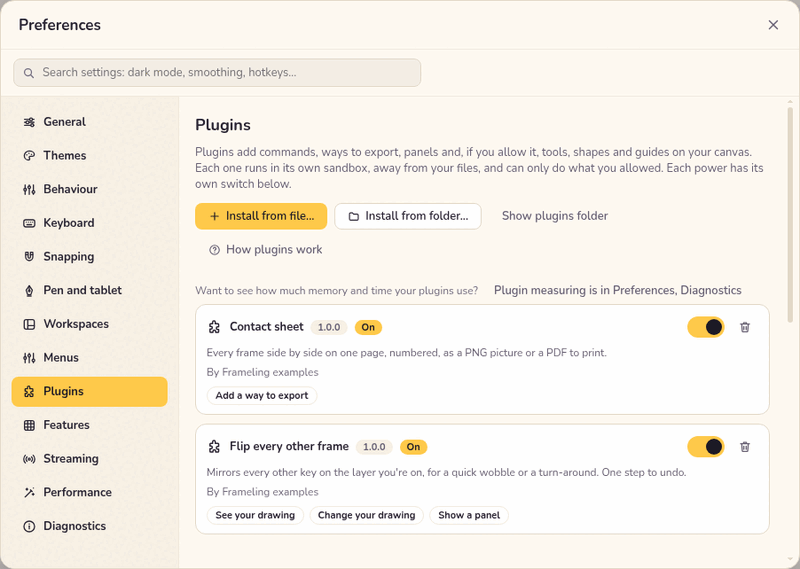 Preferences
Search settings: dark mode, smoothing, hotkeys...
General
Themes
Behaviour
Keyboard
Snapping
Pen and tablet
Workspaces
Menus
Plugins
Features
Streaming
Performance
Diagnostics
Plugins
Plugins add commands, ways to export, panels and, if you allow it, tools, shapes and guides on your canvas.
Each one runs in its own sandbox, away from your files, and can only do what you allowed. Each power has its
own switch below.
Install from file...
Install from folder...
Show plugins folder
How plugins work
Want to see how much memory and time your plugins use?
Plugin measuring is in Preferences, Diagnostics
Contact sheet 1.0.0 On
Every frame side by side on one page, numbered, as a PNG picture or a PDF to print.
By Frameling examples
Add a way to export
Flip every other frame 1.0.0 On
Mirrors every other key on the layer you're on, for a quick wobble or a turn-around. One step to undo.
By Frameling examples
See your drawing
Change your drawing
Show a panel